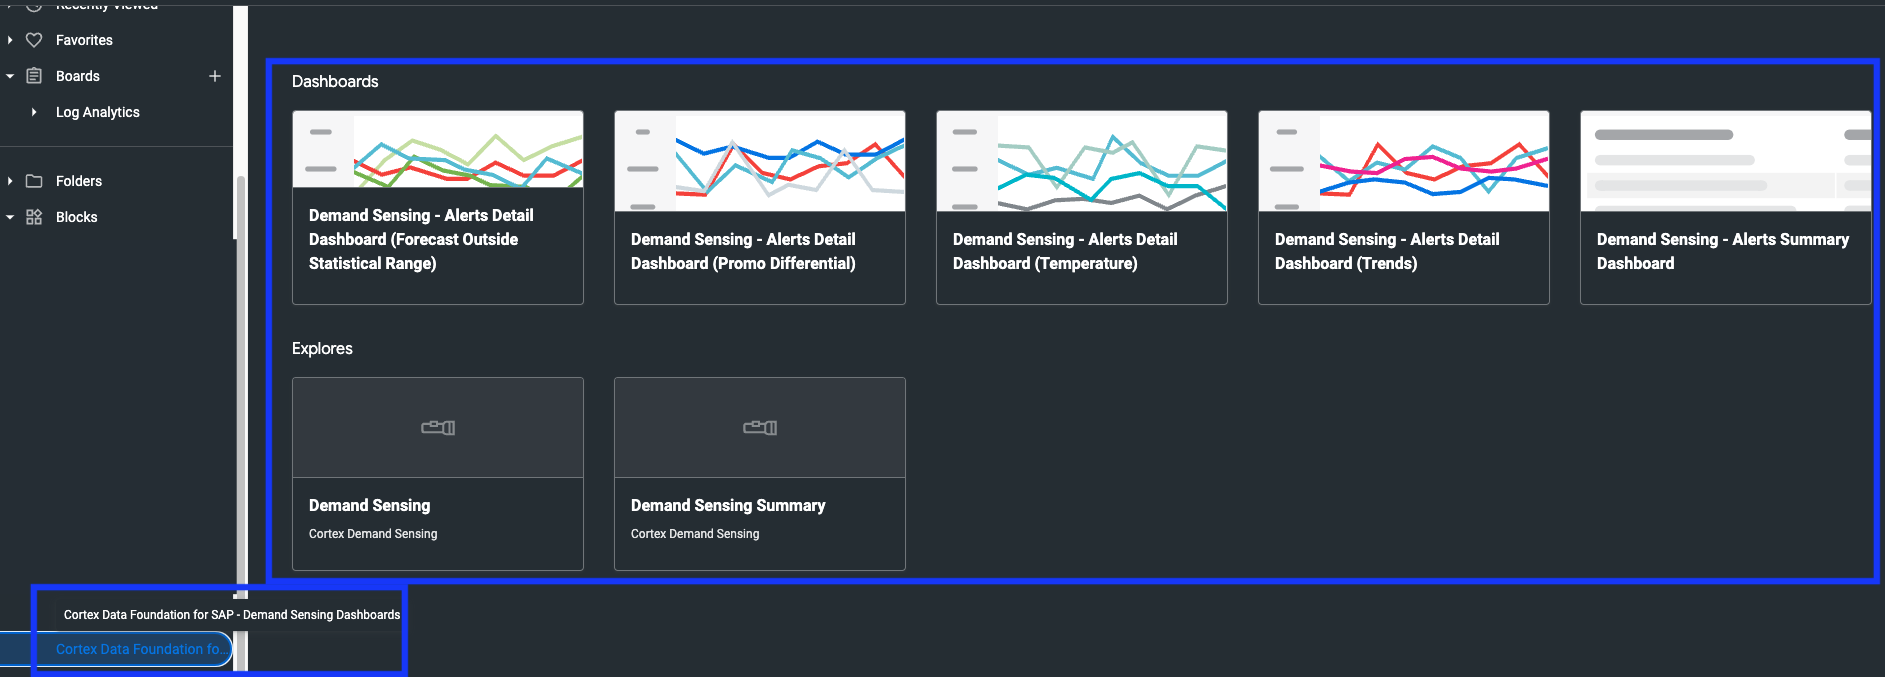 Recently Viewed
Favorites
Boards
Log Analytics
Folders
Blocks
Dashboards
Demand Sensing - Alerts Detail
Dashboard (Forecast Outside
Statistical Range)
Demand Sensing - Alerts Detail
Dashboard (Promo Differential)
Demand Sensing - Alerts Detail
Dashboard (Temperature)
Demand Sensing - Alerts Detail
Dashboard (Trends)
Demand Sensing - Alerts Summary
Dashboard
Explores
Demand Sensing
Cortex Demand Sensing
Demand Sensing Summary
Cortex Demand Sensing
Cortex Data Foundation for SAP - Demand Sensing Dashboards
Cortex Data Foundation fo...